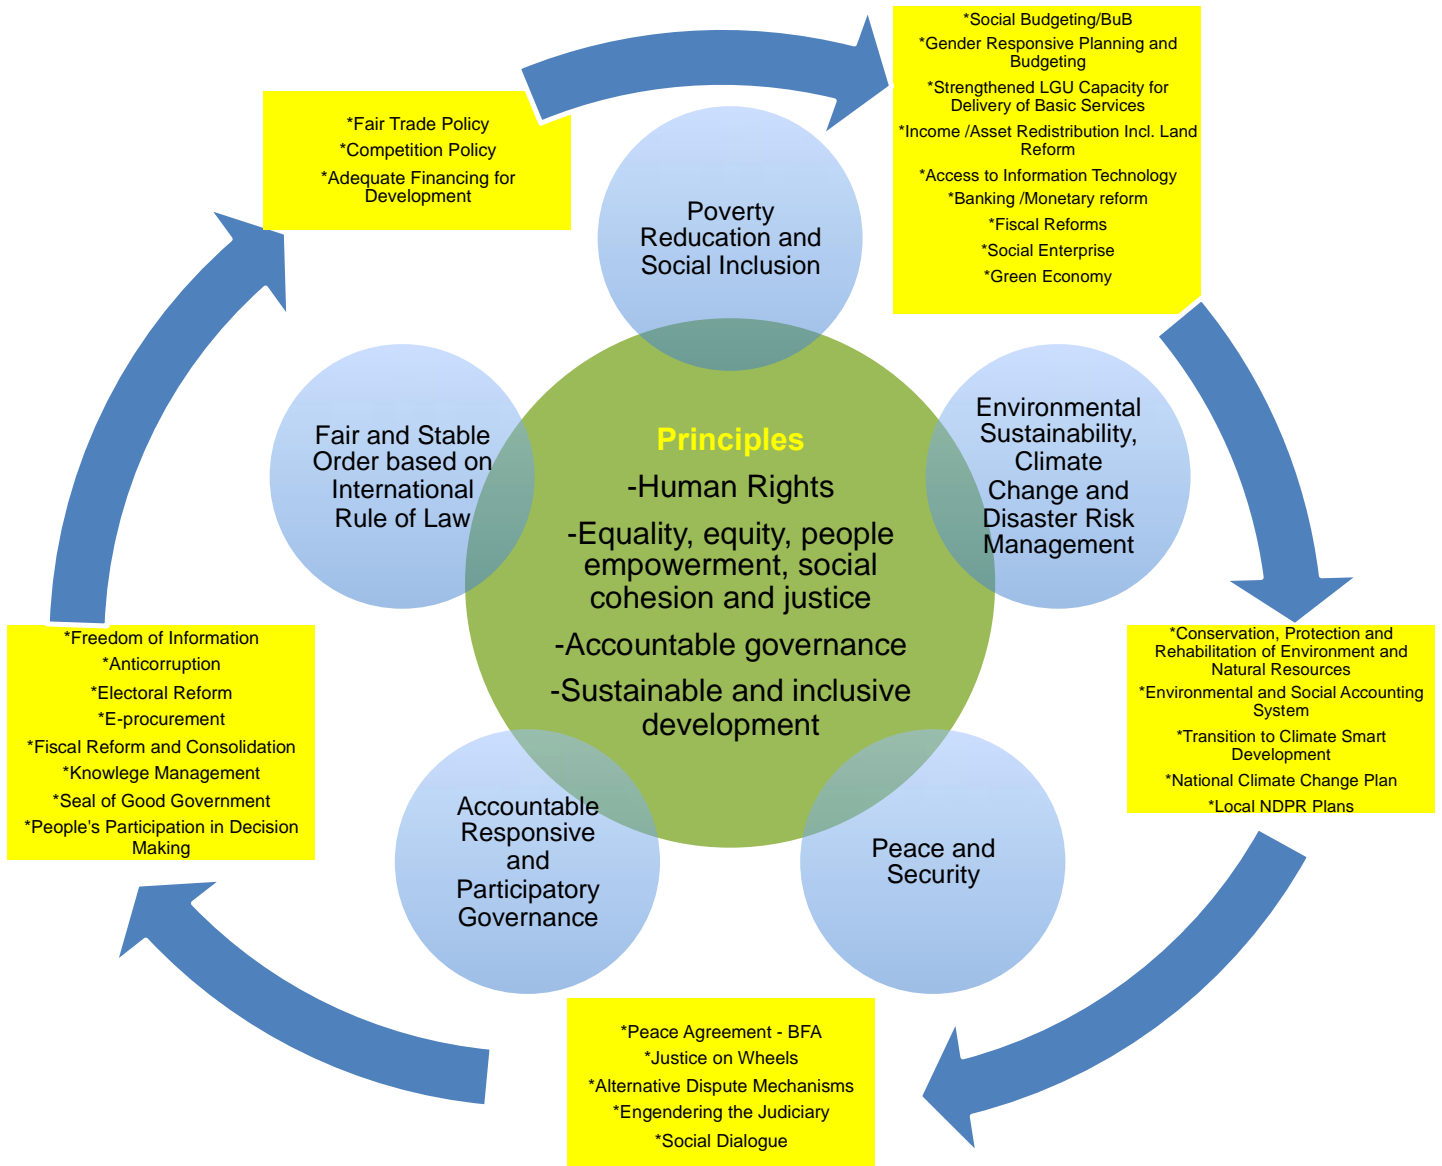 *Social Budgeting/BuB
*Gender Responsive Planning and
Budgeting
*Strengthened LGU Capacity for
Delivery of Basic Services
*Income /Asset Redistribution Incl. Land
Reform
*Access to Information Technology
*Banking /Monetary reform
*Fiscal Reforms
*Social Enterprise
*Green Economy
*Fair Trade Policy
*Competition Policy
*Adequate Financing for
Development
Poverty
Reducation and
Social Inclusion
Environmental
Sustainability,
Climate
Change and
Disaster Risk
Management
Fair and Stable
Order based on
International
Rule of Law
Principles
-Human Rights
-Equality, equity, people
empowerment, social
cohesion and justice
-Accountable governance
-Sustainable and inclusive
development
*Freedom of Information
*Anticorruption
*Electoral Reform
*E-procurement
*Fiscal Reform and Consolidation
*Knowlege Management
*Seal of Good Government
*People's Participation in Decision
Making
*Conservation, Protection and
Rehabilitation of Environment and
Natural Resources
*Environmental and Social Accounting
System
*Transition to Climate Smart
Development
*National Climate Change Plan
*Local NDPR Plans
Accountable
Responsive
and
Participatory
Governance
Peace and
Security
*Peace Agreement - BFA
*Justice on Wheels
*Alternative Dispute Mechanisms
*Engendering the Judiciary
*Social Dialogue